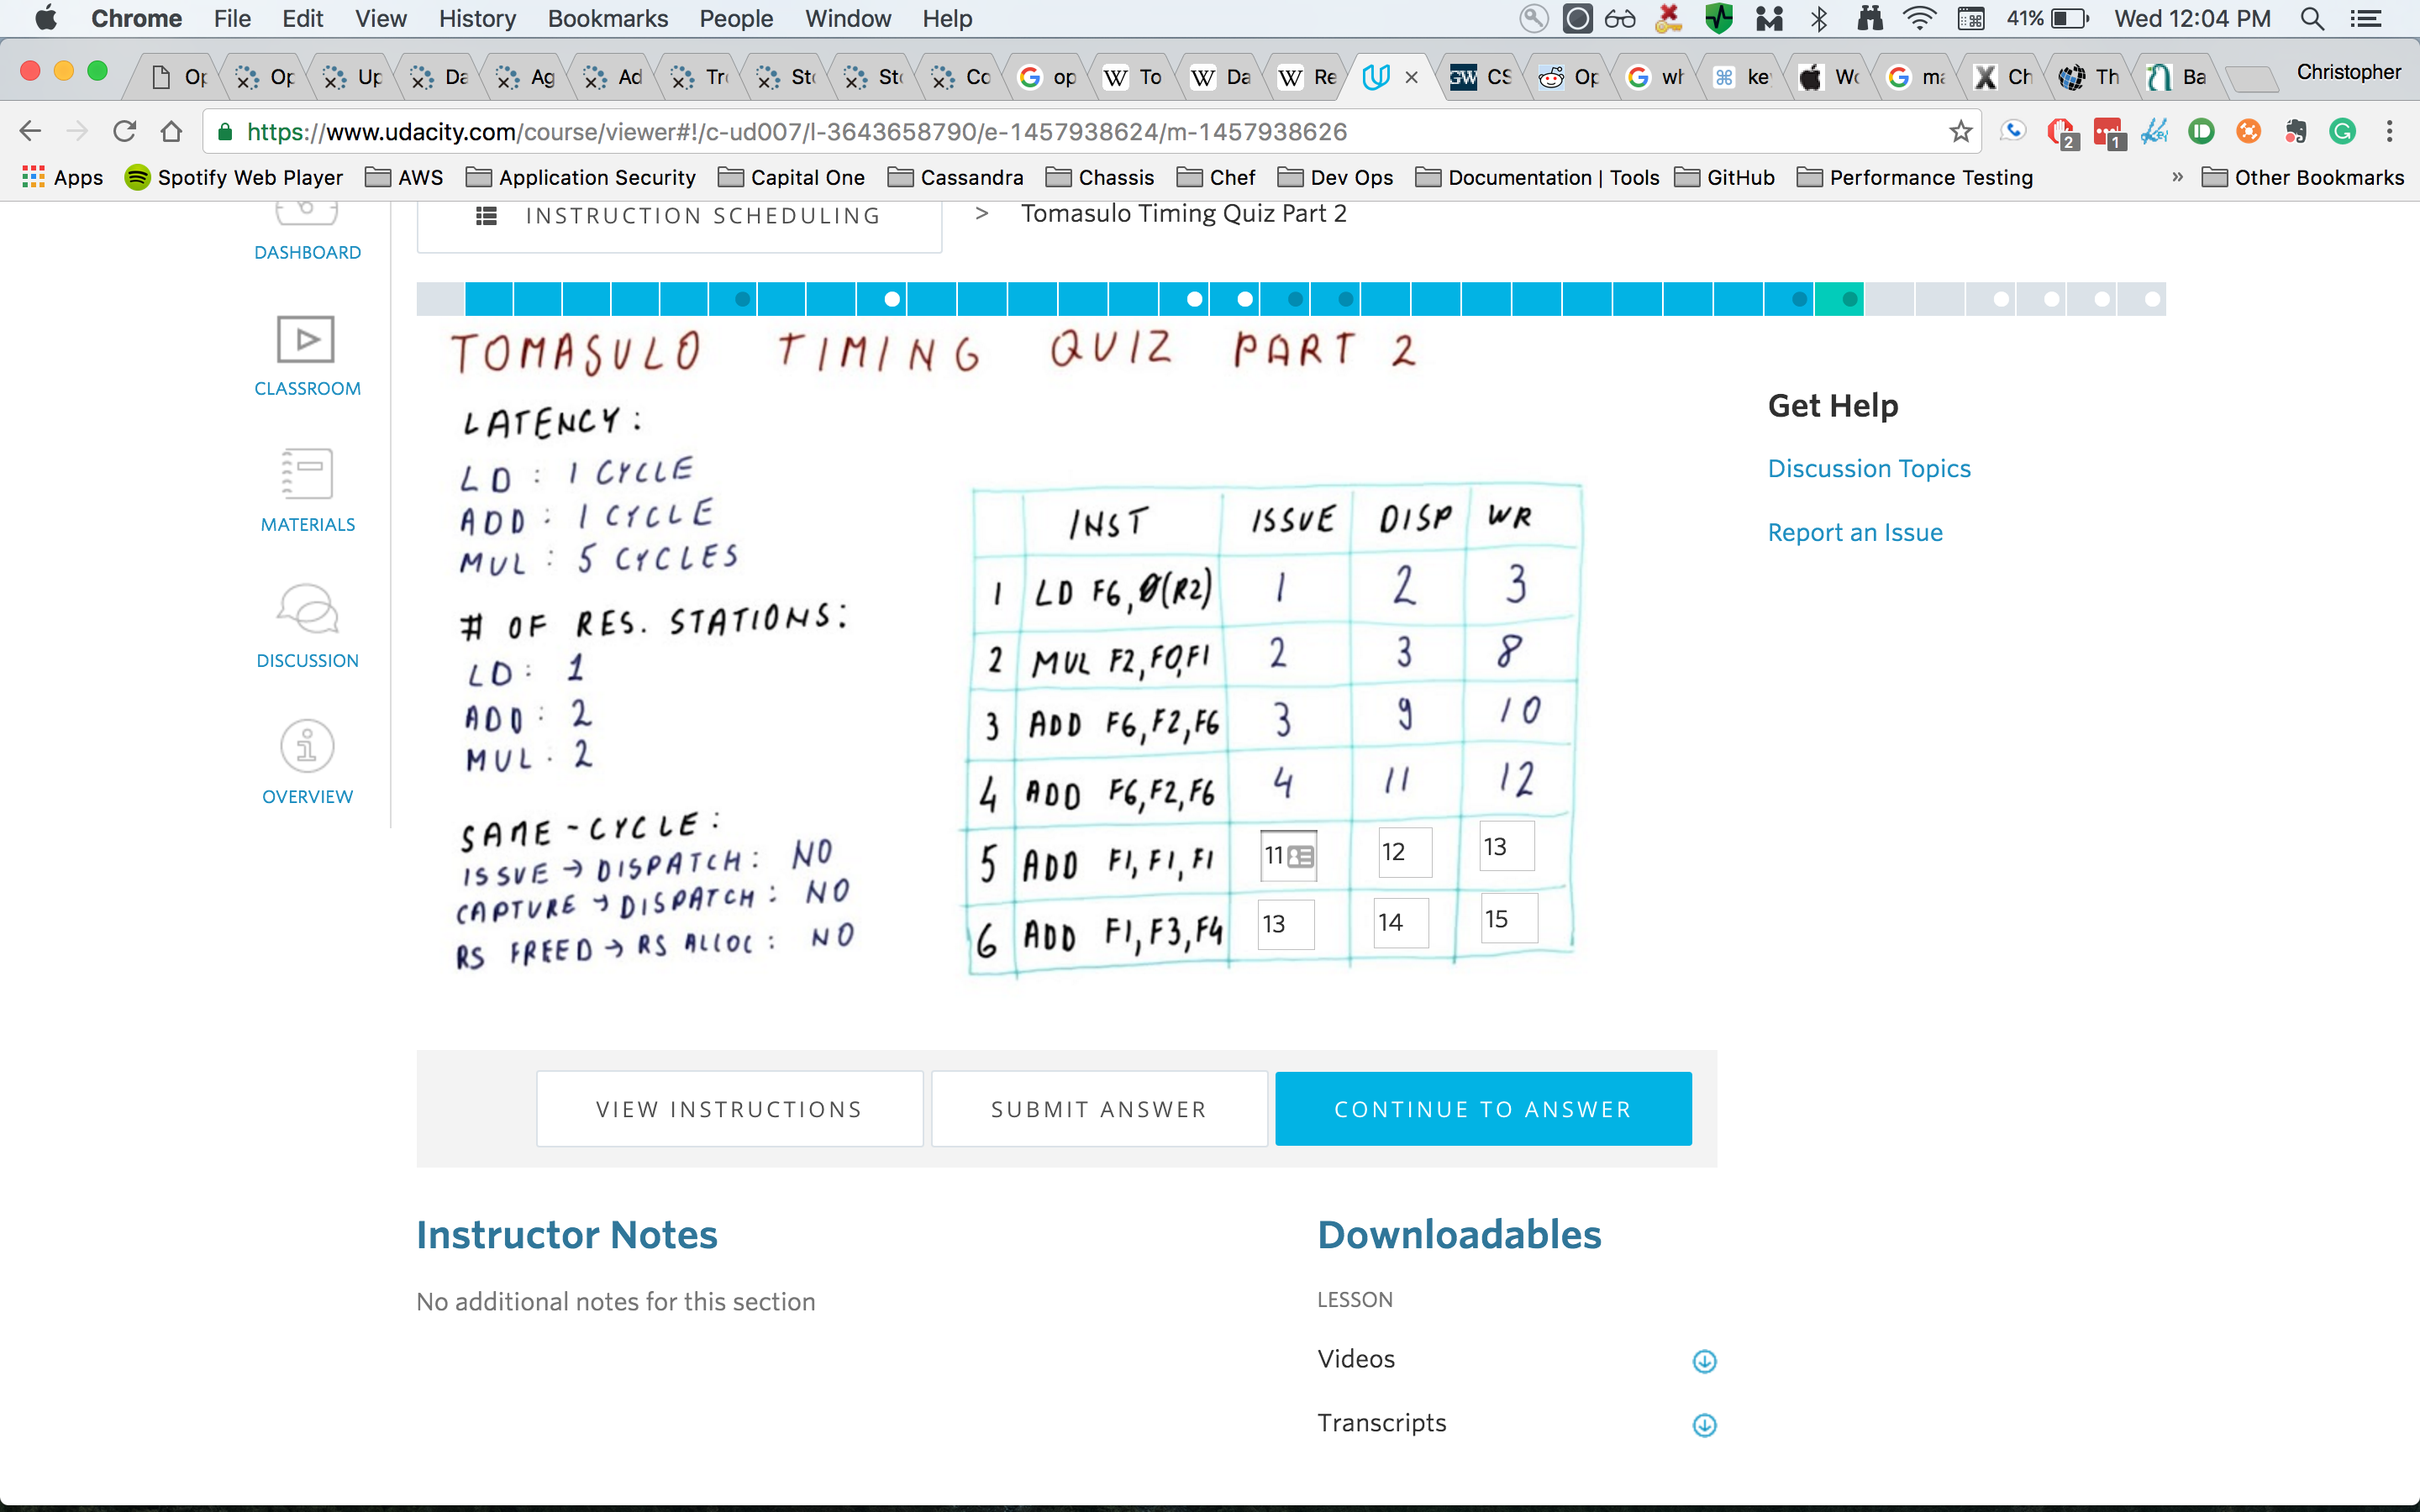 Chrome File Edit View History Bookmarks People Window Help 41% Wed 12:04 PM
Op Op Up Da Ag Ad Tr Sto Sto Co op To Da Re CS Op wh key Wo ma Ch Th Ba Christopher
https://www.udacity.com/course/viewer#!/c-ud007/l-3643658790/e-1457938624/m-1457938626 2 1
Apps Spotify Web Player AWS Application Security Capital One Cassandra Chassis Chef Dev Ops Documentation | Tools GitHub Performance Testing » Other Bookmarks
INSTRUCTION SCHEDULING > Tomasulo Timing Quiz Part 2
DASHBOARD
CLASSROOM
MATERIALS
DISCUSSION
OVERVIEW
TOMASULO TIMING QUIZ PART 2
LATENCY:
LD: 1 CYCLE
ADD: 1 CYCLE
MUL: 5 CYCLES
# OF RES. STATIONS:
LD: 1
ADD: 2
MUL: 2
SAME-CYCLE:
ISSUE → DISPATCH: NO
CAPTURE → DISPATCH: NO
RS FREED → RS ALLOC: NO
INST ISSUE DISP WR
1 LD F6, 0(R2) 1 2 3
2 MUL F2, F0, F1 2 3 8
3 ADD F6, F2, F6 3 9 10
4 ADD F6, F2, F6 4 11 12
5 ADD F1, F1, F1 11 12 13
6 ADD F1, F3, F4 13 14 15
Get Help
Discussion Topics
Report an Issue
VIEW INSTRUCTIONS SUBMIT ANSWER CONTINUE TO ANSWER
Instructor Notes
No additional notes for this section
Downloadables
LESSON
Videos
Transcripts